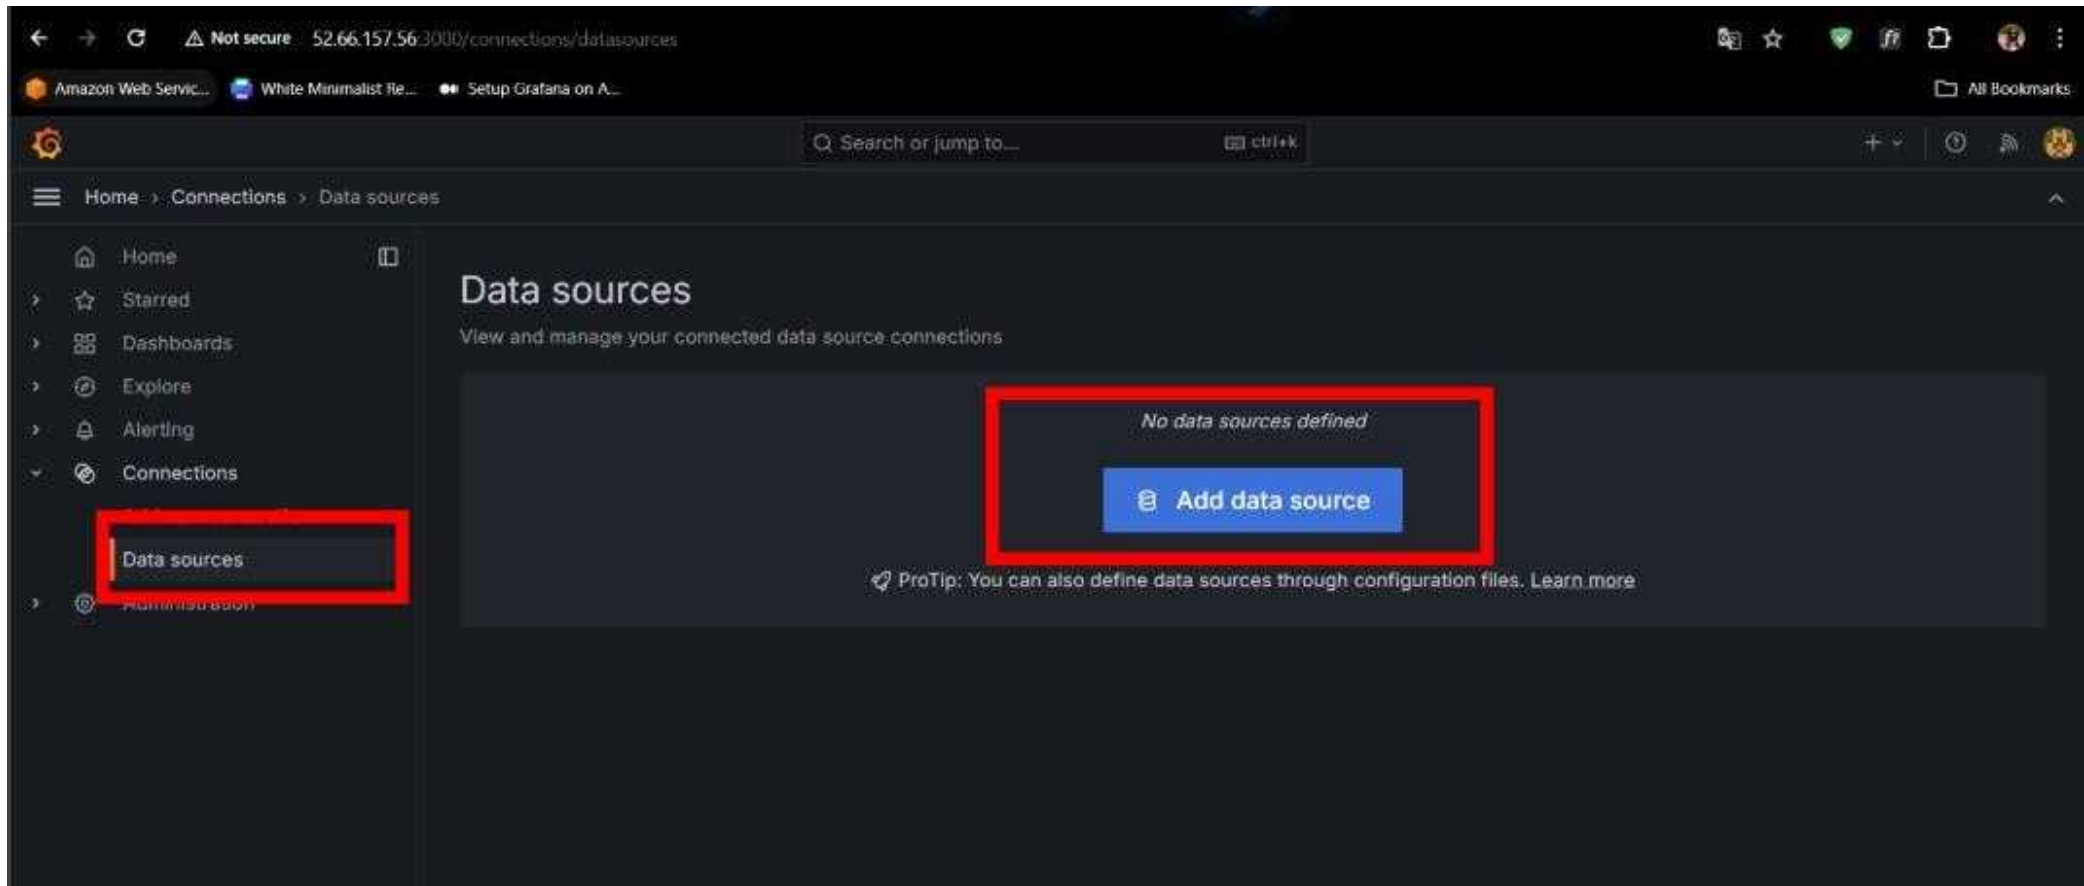 Not secure 52.66.157.56:3000/connections/datasources
Amazon Web Servic... White Minimalist Re... Setup Grafana on A... All Bookmarks
Search or jump to... ctrl+k
Home > Connections > Data sources
Home
Starred
Dashboards
Explore
Alerting
Connections
Data sources
Administration
Data sources
View and manage your connected data source connections
No data sources defined
Add data source
ProTip: You can also define data sources through configuration files. Learn more